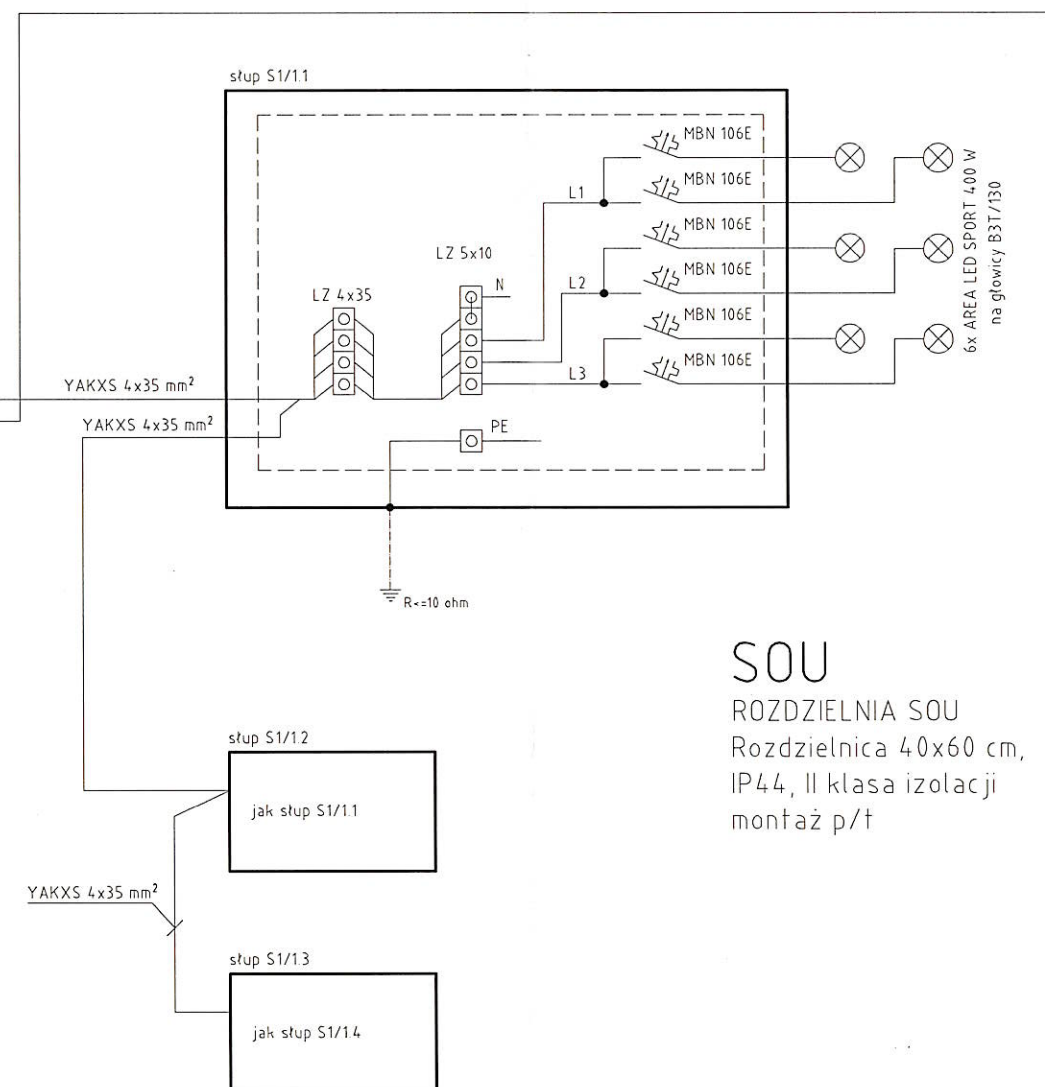 słup S1/1.1
MBN 106E
MBN 106E
L1
MBN 106E
LZ 5x10
MBN 106E
L2
N
LZ 4x35
MBN 106E
MBN 106E
L3
6x AREA LED SPORT 400 W
na głowicy B3T/130
YAKXS 4x35 mm²
YAKXS 4x35 mm²
PE
R<=10 ohm
SOU
ROZDZIELNIA SOU
Rozdzielnica 40x60 cm,
IP44, II klasa izolacji
montaż p/t
słup S1/1.2
jak słup S1/1.1
YAKXS 4x35 mm²
słup S1/1.3
jak słup S1/1.4